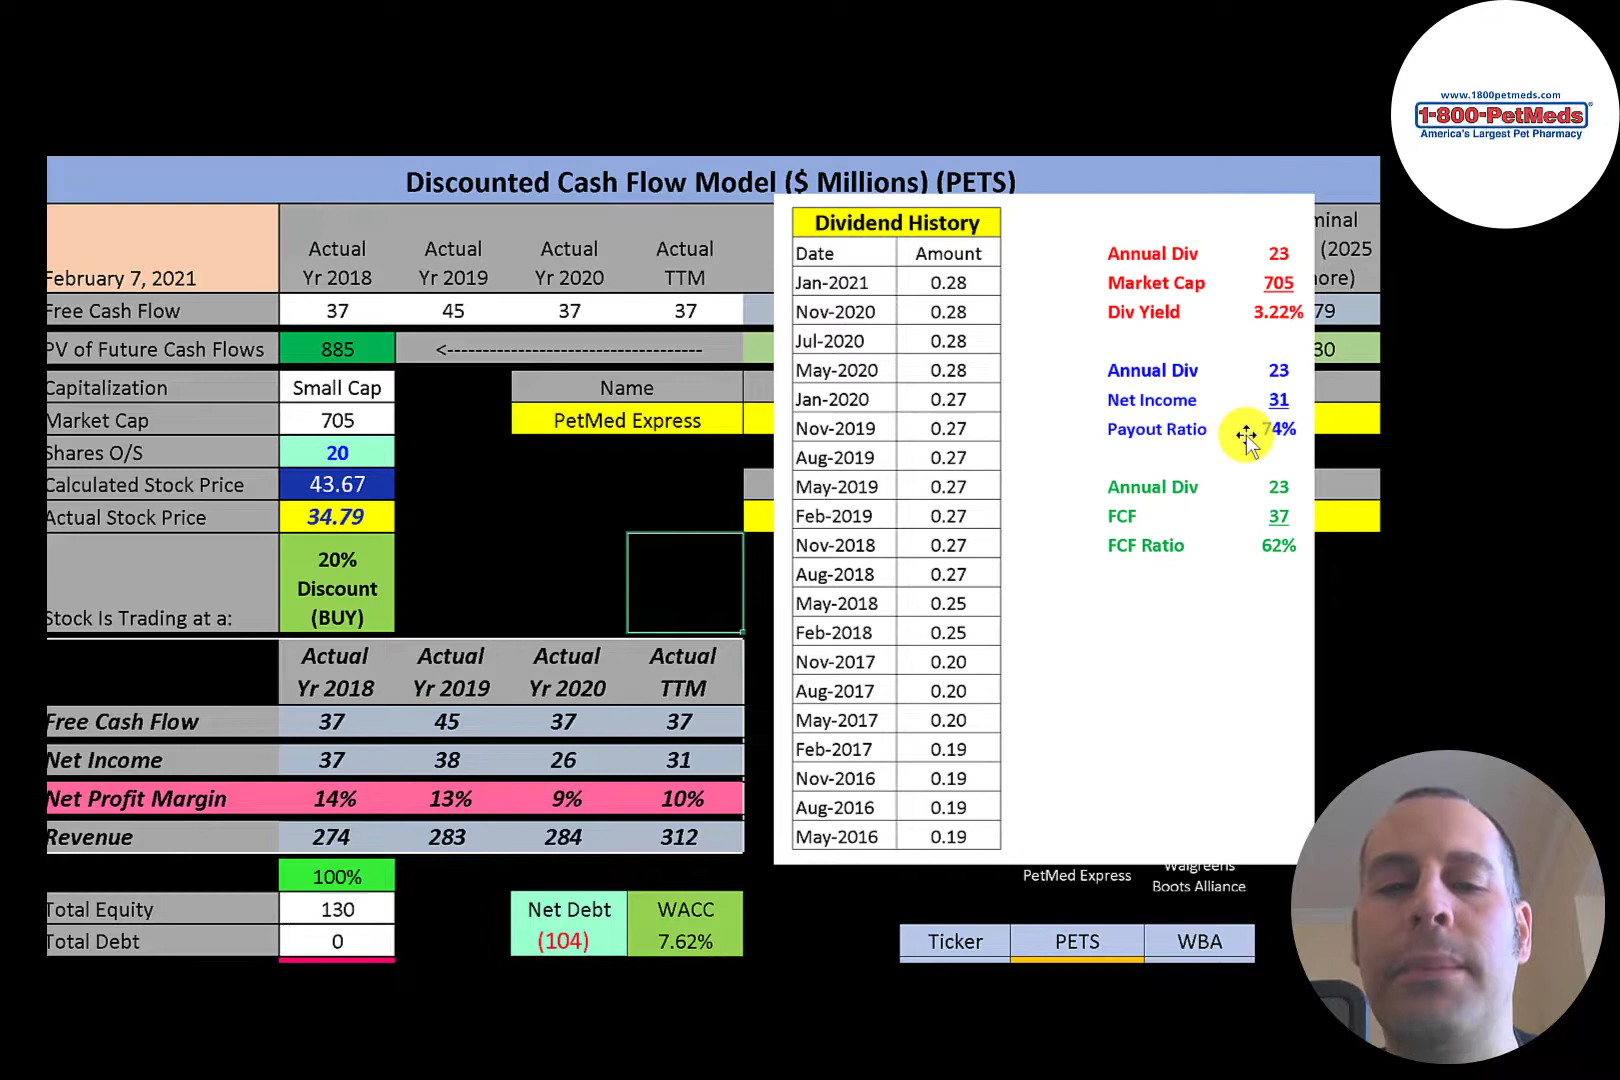 www.1800petmeds.com
1-800-PetMeds®
America's Largest Pet Pharmacy
Discounted Cash Flow Model ($ Millions) (PETS)
February 7, 2021
Actual Yr 2018 Actual Yr 2019 Actual Yr 2020 Actual TTM
minal
(2025
ore)
Free Cash Flow 37 45 37 37 79
PV of Future Cash Flows 885 <------------------------------------ 30
Capitalization Small Cap Name
Market Cap 705 PetMed Express
Shares O/S 20
Calculated Stock Price 43.67
Actual Stock Price 34.79
Stock Is Trading at a: 20% Discount (BUY)
Actual Yr 2018 Actual Yr 2019 Actual Yr 2020 Actual TTM
Free Cash Flow 37 45 37 37
Net Income 37 38 26 31
Net Profit Margin 14% 13% 9% 10%
Revenue 274 283 284 312
100%
Total Equity 130 Net Debt WACC
Total Debt 0 (104) 7.62%
Dividend History
Date Amount
Jan-2021 0.28
Nov-2020 0.28
Jul-2020 0.28
May-2020 0.28
Jan-2020 0.27
Nov-2019 0.27
Aug-2019 0.27
May-2019 0.27
Feb-2019 0.27
Nov-2018 0.27
Aug-2018 0.27
May-2018 0.25
Feb-2018 0.25
Nov-2017 0.20
Aug-2017 0.20
May-2017 0.20
Feb-2017 0.19
Nov-2016 0.19
Aug-2016 0.19
May-2016 0.19
Annual Div 23
Market Cap 705
Div Yield 3.22%
Annual Div 23
Net Income 31
Payout Ratio 74%
Annual Div 23
FCF 37
FCF Ratio 62%
PetMed Express Walgreens Boots Alliance
Ticker PETS WBA